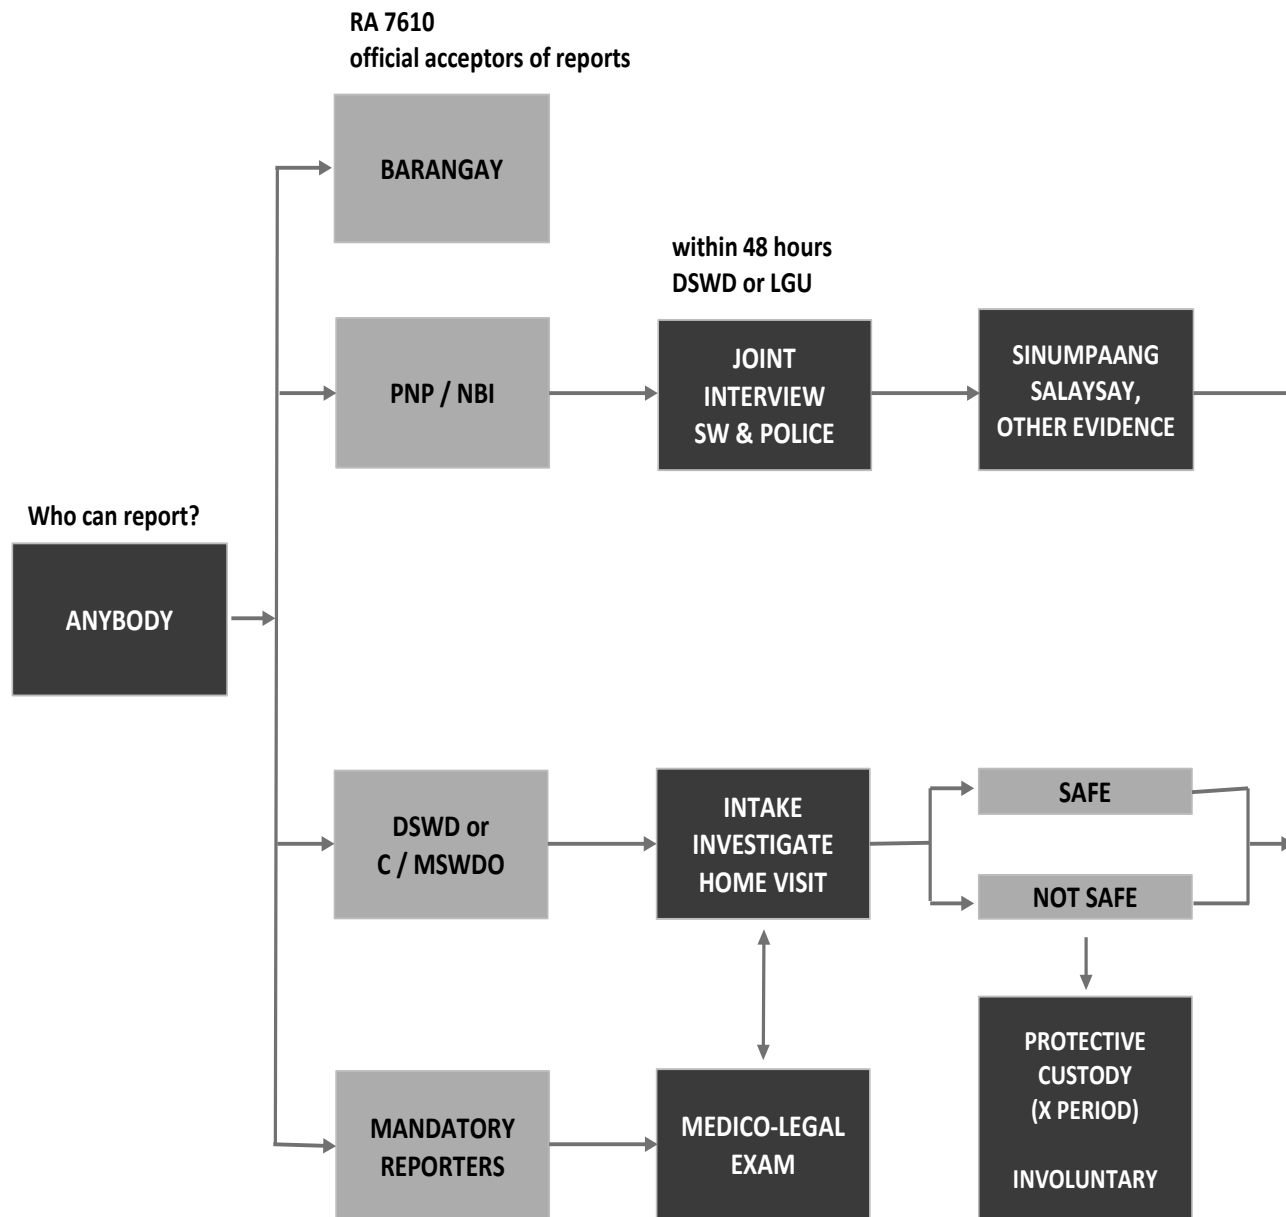 RA 7610
official acceptors of reports
BARANGAY
within 48 hours
DSWD or LGU
PNP / NBI
JOINT
INTERVIEW
SW & POLICE
SINUMPAANG
SALAYSAY,
OTHER EVIDENCE
Who can report?
ANYBODY
DSWD or
C / MSWDO
INTAKE
INVESTIGATE
HOME VISIT
SAFE
NOT SAFE
MANDATORY
REPORTERS
MEDICO-LEGAL
EXAM
PROTECTIVE
CUSTODY
(X PERIOD)
INVOLUNTARY